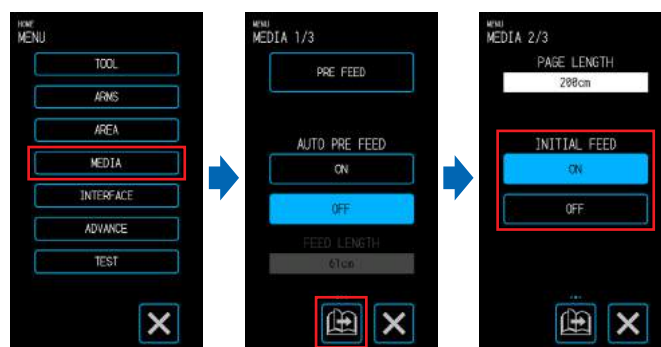 HOME
MENU
TOOL
ARMS
AREA
MEDIA
INTERFACE
ADVANCE
TEST
MENU
MEDIA 1/3
PRE FEED
AUTO PRE FEED
ON
OFF
FEED LENGTH
61cm
MENU
MEDIA 2/3
PAGE LENGTH
200cm
INITIAL FEED
ON
OFF